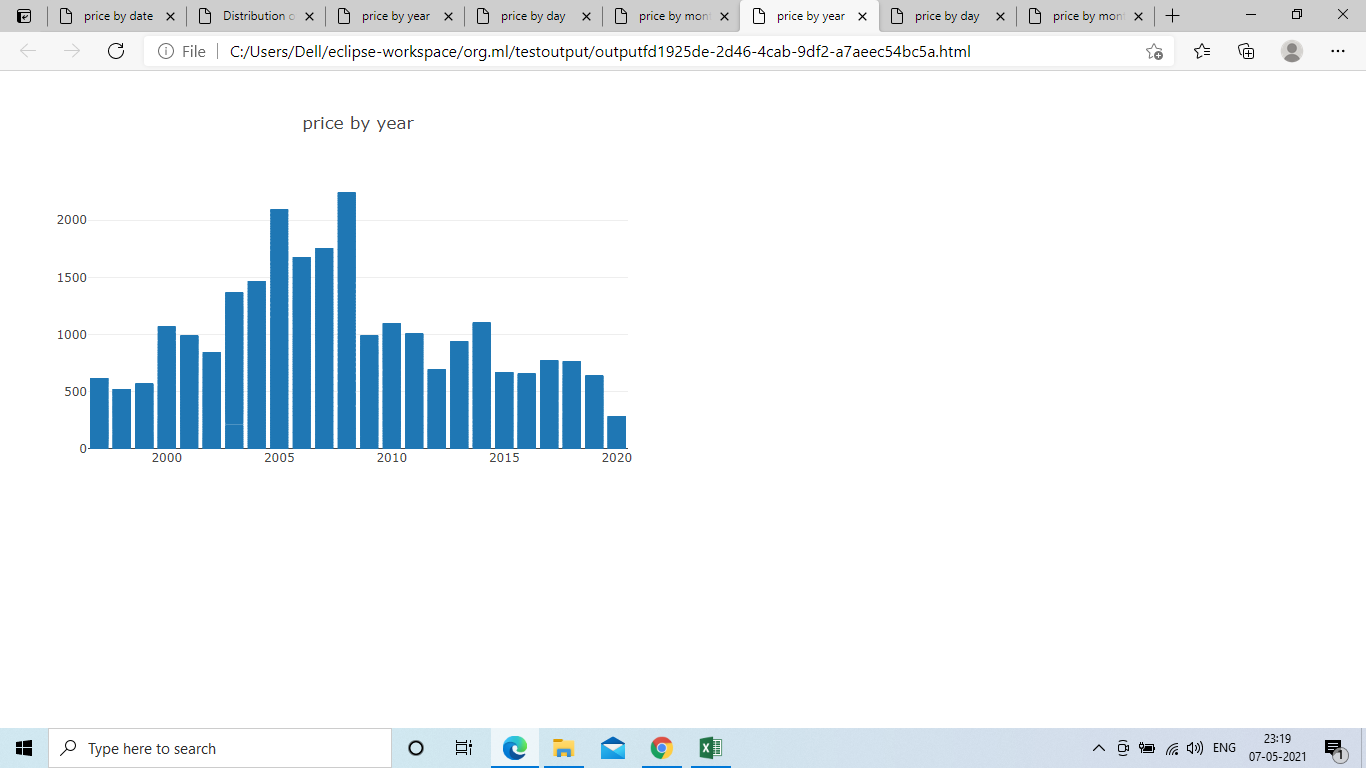 price by date
Distribution o
price by year
price by day
price by mon
price by year
price by day
price by mon
File
C:/Users/Dell/eclipse-workspace/org.ml/testoutput/outputfd1925de-2d46-4cab-9df2-a7aeec54bc5a.html
price by year
2000
1500
1000
500
0
2000 2005 2010 2015 2020
Type here to search
ENG
23:19
07-05-2021
1